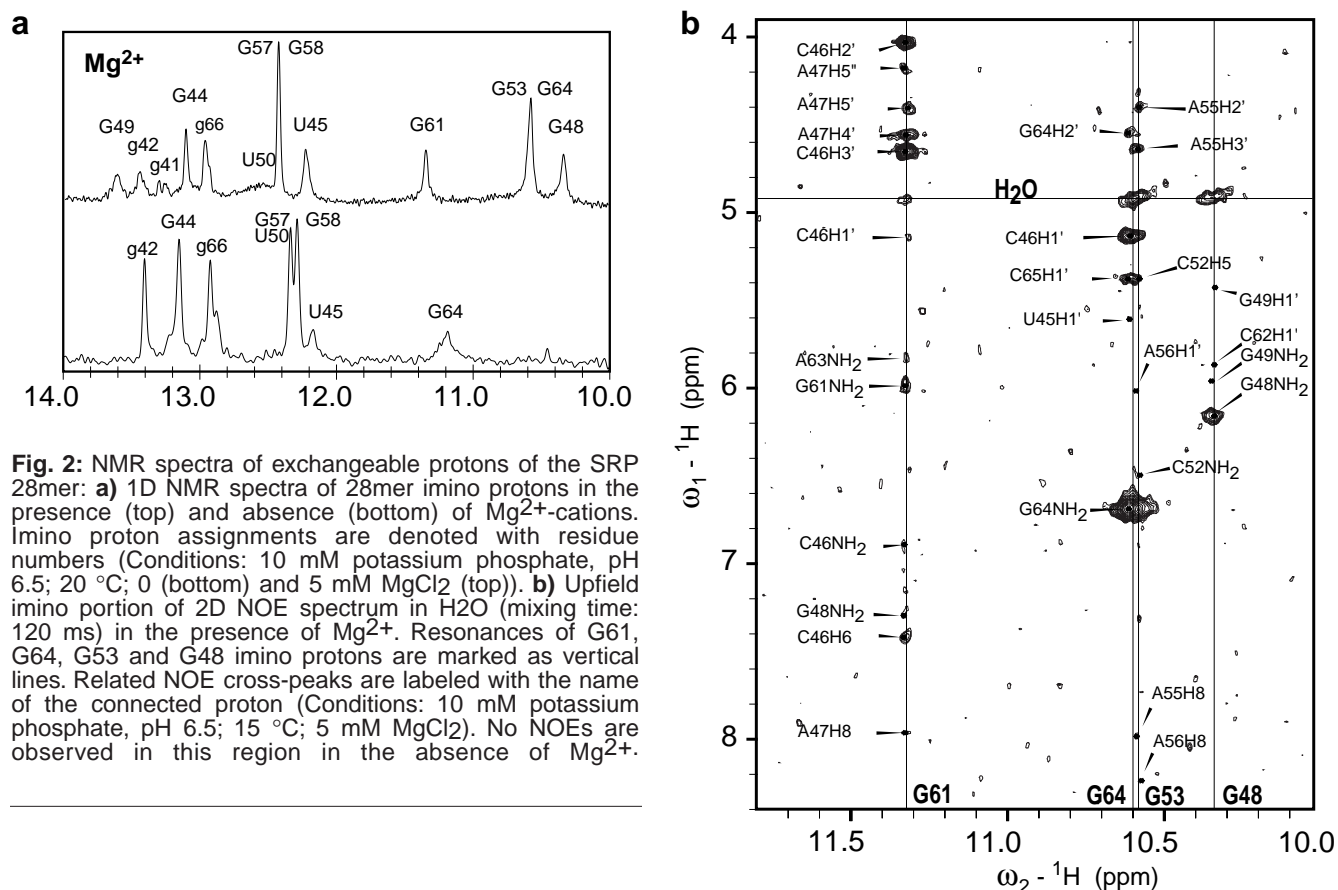 a
Mg2+
G49
g42
g41
G44
g66
U50
G57
G58
U45
G61
G53
G64
G48
g42
G44
g66
G57
U50
G58
U45
G64
14.0 13.0 12.0 11.0 10.0
Fig. 2: NMR spectra of exchangeable protons of the SRP
28mer: a) 1D NMR spectra of 28mer imino protons in the
presence (top) and absence (bottom) of Mg2+-cations.
Imino proton assignments are denoted with residue
numbers (Conditions: 10 mM potassium phosphate, pH
6.5; 20 °C; 0 (bottom) and 5 mM MgCl2 (top)). b) Upfield
imino portion of 2D NOE spectrum in H2O (mixing time:
120 ms) in the presence of Mg2+. Resonances of G61,
G64, G53 and G48 imino protons are marked as vertical
lines. Related NOE cross-peaks are labeled with the name
of the connected proton (Conditions: 10 mM potassium
phosphate, pH 6.5; 15 °C; 5 mM MgCl2). No NOEs are
observed in this region in the absence of Mg2+.
b
4
5
6
7
8
ω1 - 1H (ppm)
C46H2'
A47H5"
A47H5'
A47H4'
C46H3'
C46H1'
A63NH2
G61NH2
C46NH2
G48NH2
C46H6
A47H8
G64H2'
H2O
C46H1'
C65H1'
U45H1'
A56H1'
G64NH2
A55H2'
A55H3'
C52H5
G49H1'
C62H1'
G49NH2
G48NH2
C52NH2
A55H8
A56H8
G61 G64 G53 G48
11.5 11.0 10.5 10.0
ω2 - 1H (ppm)